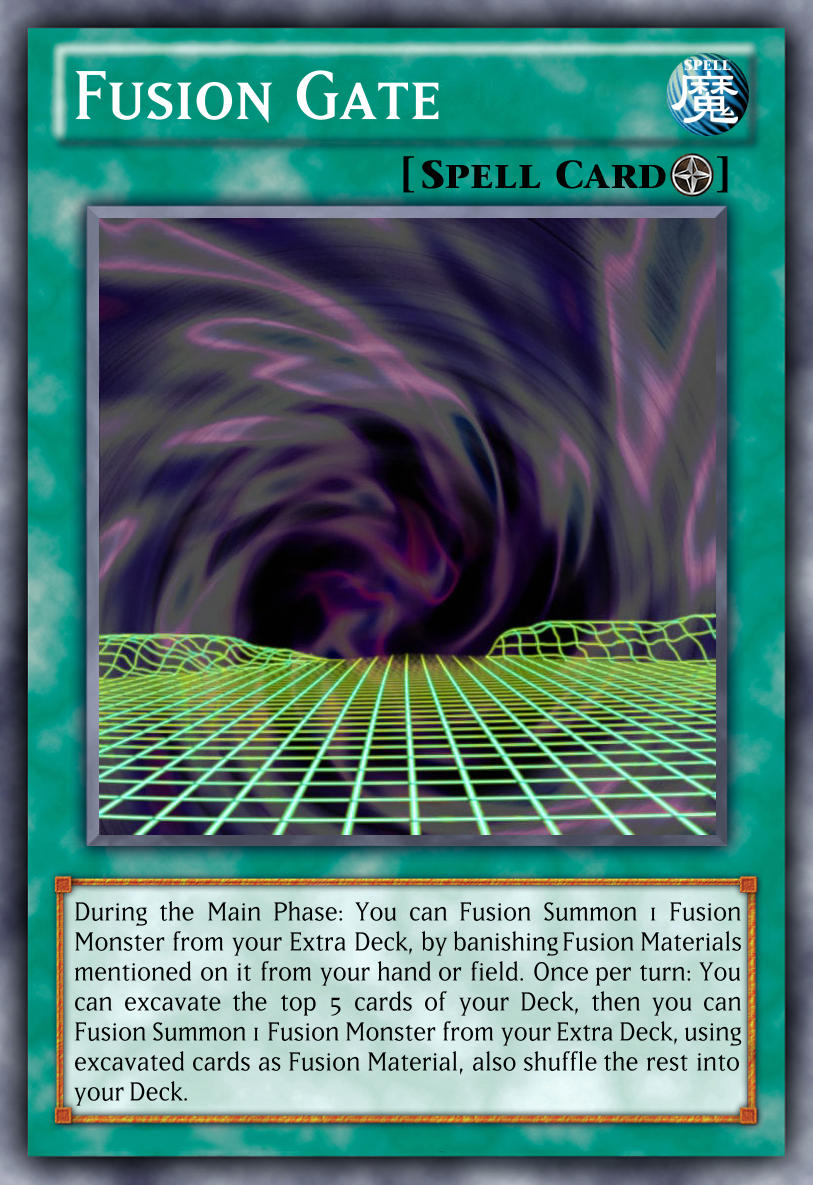 Fusion Gate
SPELL
魔
[Spell Card]
During the Main Phase: You can Fusion Summon 1 Fusion
Monster from your Extra Deck, by banishing Fusion Materials
mentioned on it from your hand or field. Once per turn: You
can excavate the top 5 cards of your Deck, then you can
Fusion Summon 1 Fusion Monster from your Extra Deck, using
excavated cards as Fusion Material, also shuffle the rest into
your Deck.